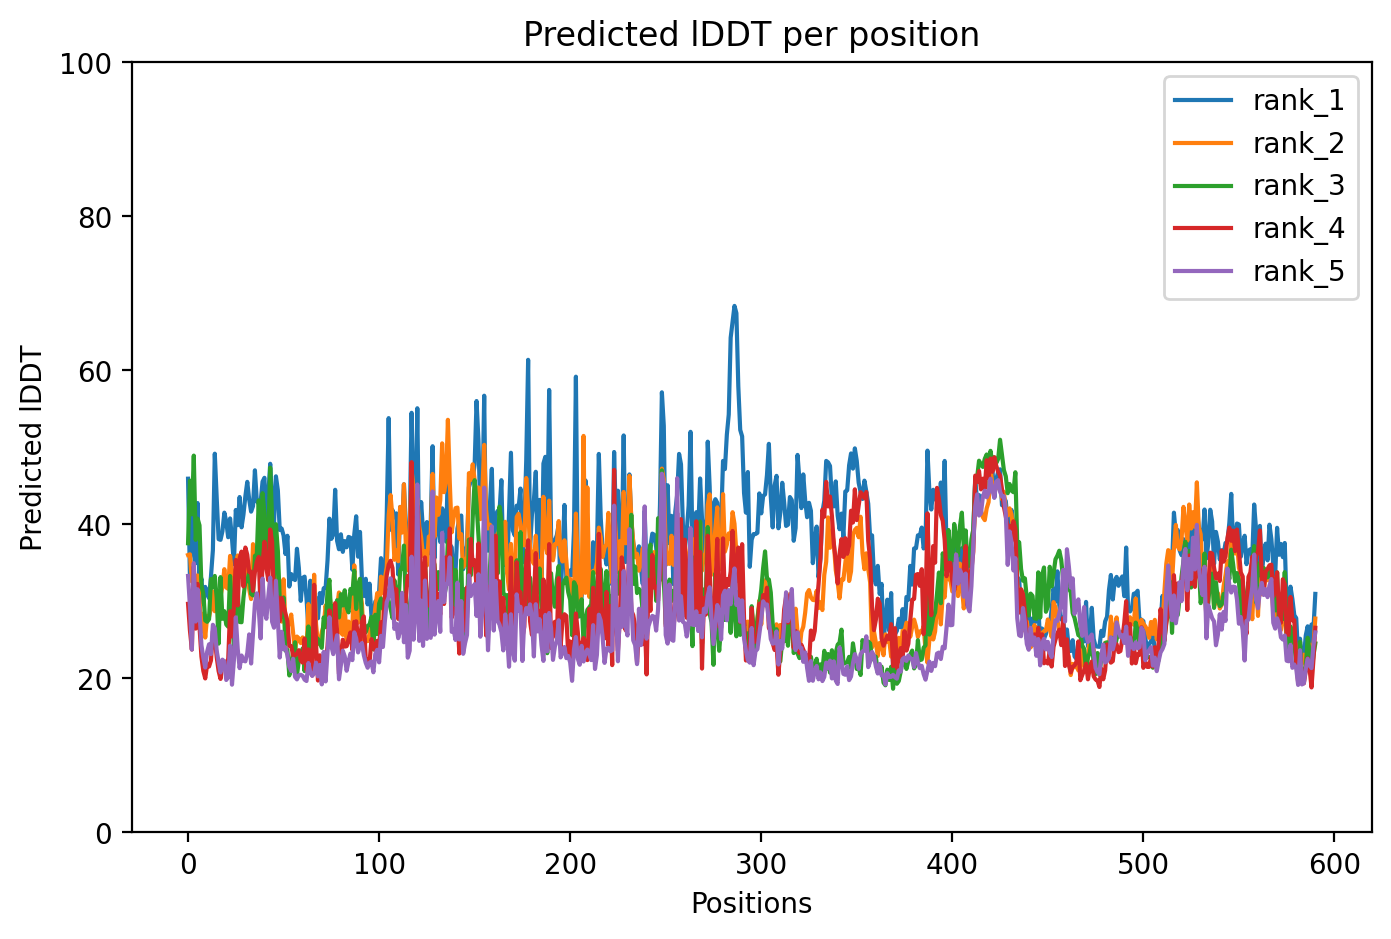 Predicted lDDT per position
100
80
60
40
20
0
Predicted lDDT
0 100 200 300 400 500 600
Positions
rank_1
rank_2
rank_3
rank_4
rank_5